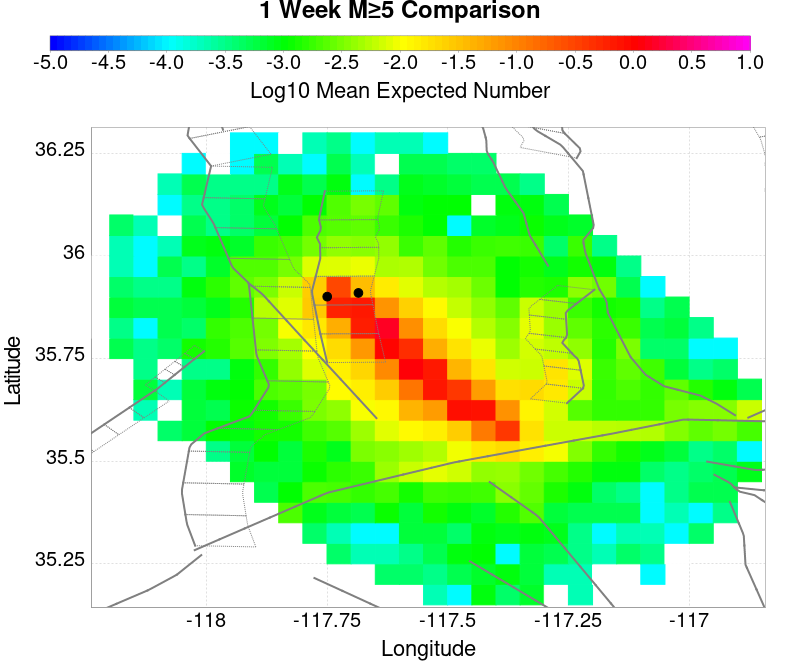 1 Week M≥5 Comparison
-5.0 -4.5 -4.0 -3.5 -3.0 -2.5 -2.0 -1.5 -1.0 -0.5 0.0 0.5 1.0
Log10 Mean Expected Number
36.25
36
35.75
35.5
35.25
Latitude
-118 -117.75 -117.5 -117.25 -117
Longitude